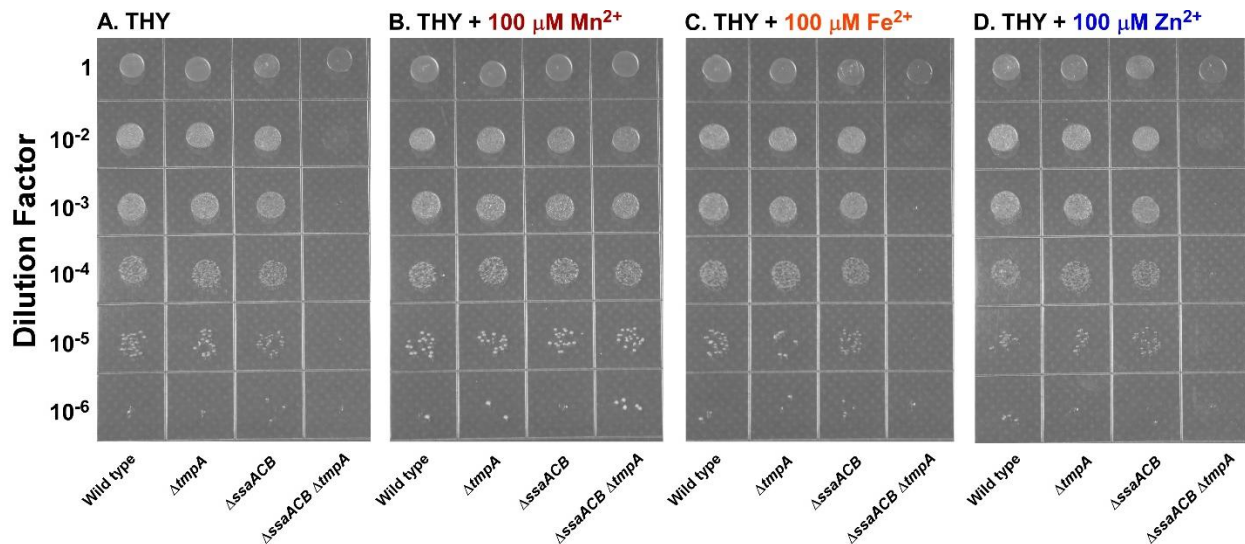 A. THY
B. THY + 100 μM Mn²⁺
C. THY + 100 μM Fe²⁺
D. THY + 100 μM Zn²⁺
Dilution Factor
1
10⁻²
10⁻³
10⁻⁴
10⁻⁵
10⁻⁶
Wild type
ΔtmpA
ΔssaACB
ΔssaACB ΔtmpA
Wild type
ΔtmpA
ΔssaACB
ΔssaACB ΔtmpA
Wild type
ΔtmpA
ΔssaACB
ΔssaACB ΔtmpA
Wild type
ΔtmpA
ΔssaACB
ΔssaACB ΔtmpA